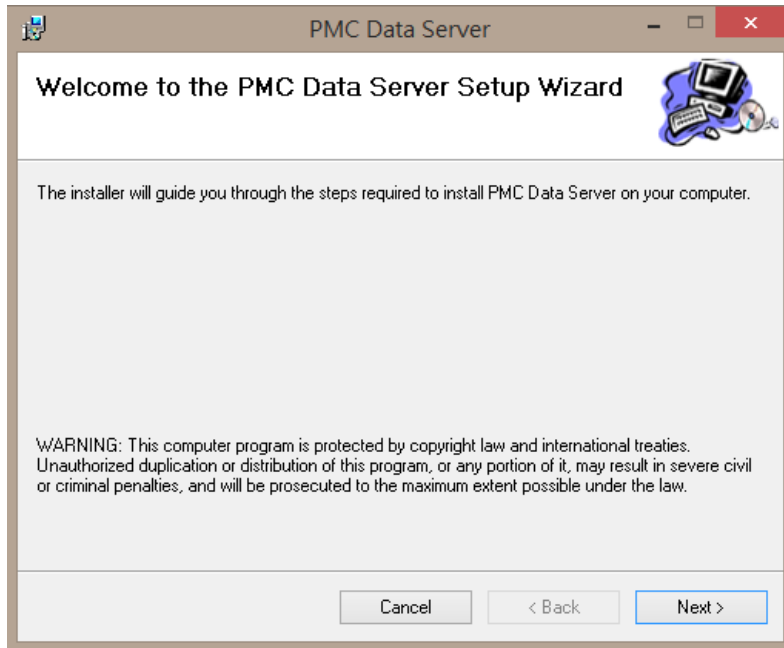 PMC Data Server
Welcome to the PMC Data Server Setup Wizard
The installer will guide you through the steps required to install PMC Data Server on your computer.
WARNING: This computer program is protected by copyright law and international treaties.
Unauthorized duplication or distribution of this program, or any portion of it, may result in severe civil
or criminal penalties, and will be prosecuted to the maximum extent possible under the law.
Cancel
< Back
Next >